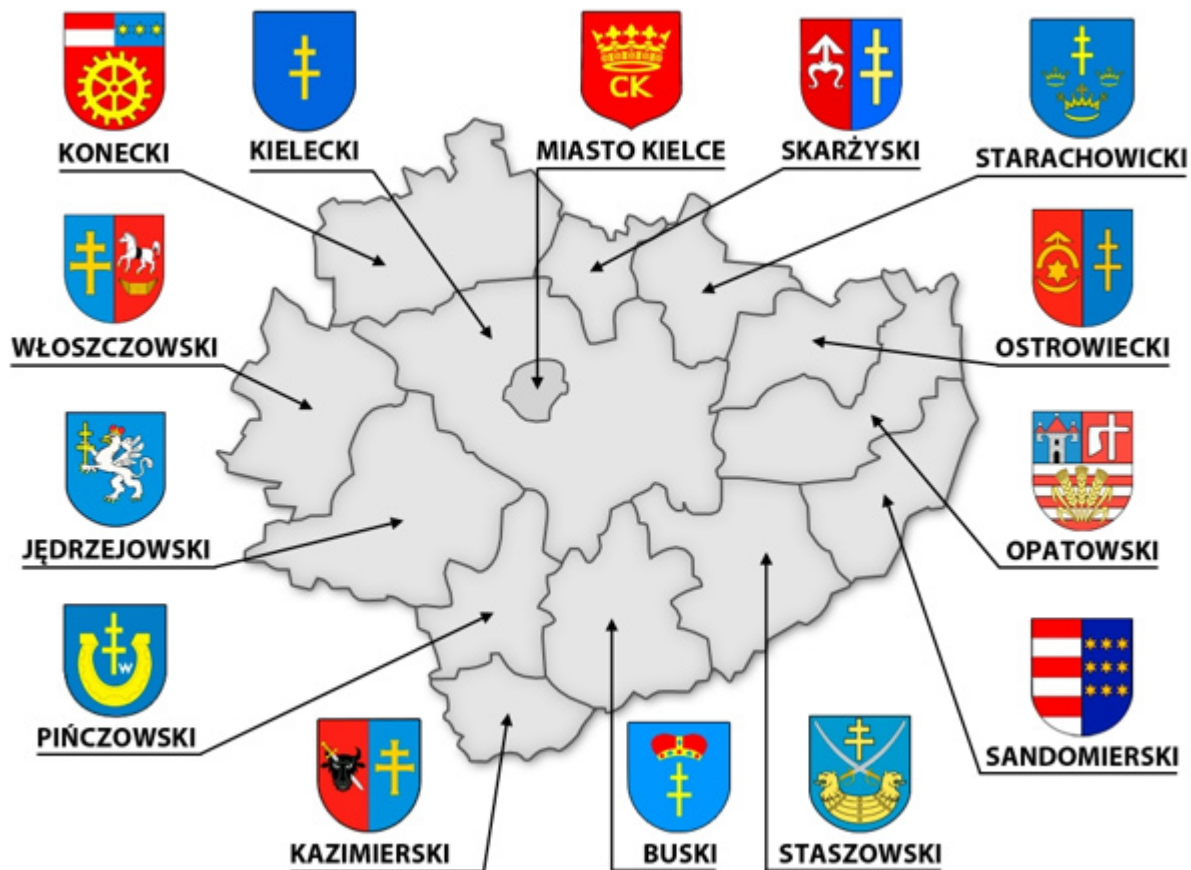 CK
KONECKI
KIELECKI
MIASTO KIELCE
SKARŻYSKI
STARACHOWICKI
WŁOSZCZOWSKI
OSTROWIECKI
JĘDRZEJOWSKI
OPATOWSKI
W
PIŃCZOWSKI
SANDOMIERSKI
KAZIMIERSKI
BUSKI
STASZOWSKI